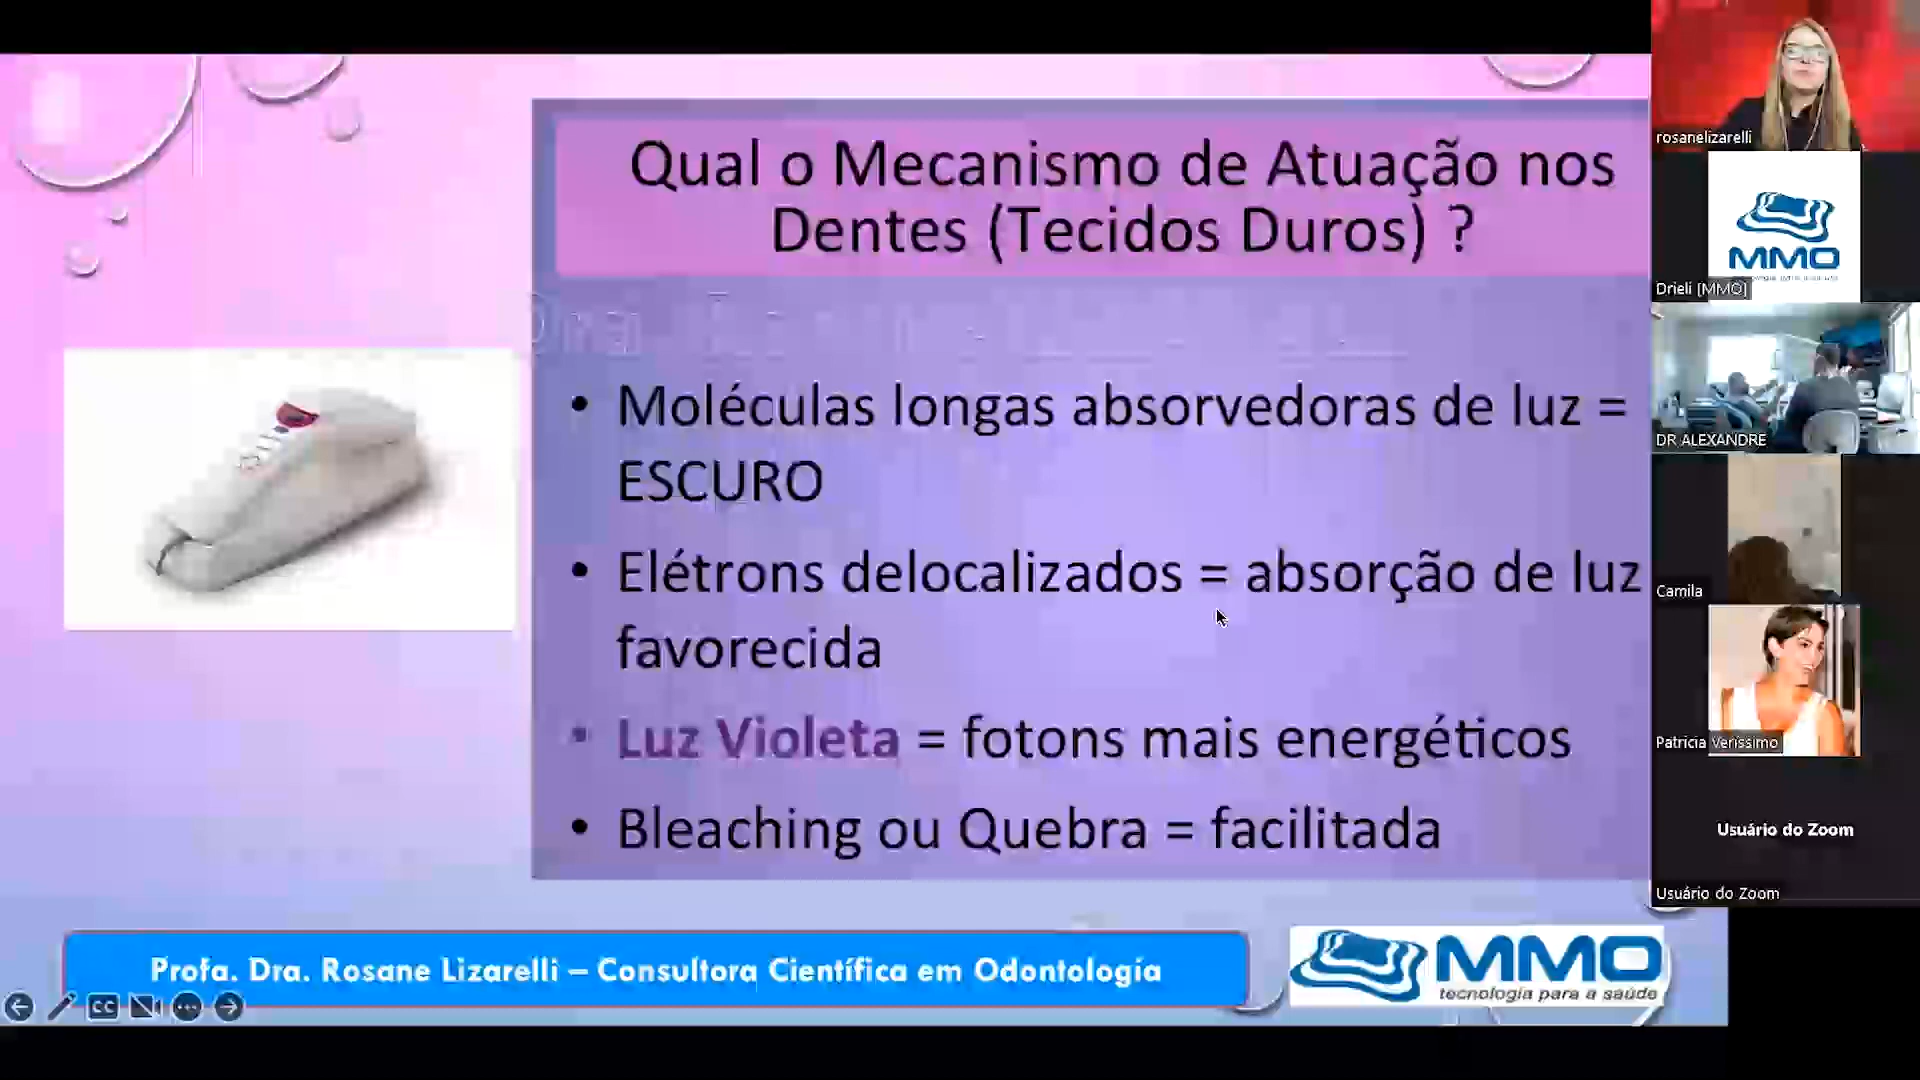 Qual o Mecanismo de Atuação nos
Dentes (Tecidos Duros) ?
• Moléculas longas absorvedoras de luz =
ESCURO
• Elétrons delocalizados = absorção de luz
favorecida
• Luz Violeta = fotons mais energéticos
• Bleaching ou Quebra = facilitada
Profa. Dra. Rosane Lizarelli – Consultora Científica em Odontologia
MMO
tecnologia para a saúde
CC
rosanelizarelli
MMO
Drieli [MMO]
DR ALEXANDRE
Camila
Patricia Veríssimo
Usuário do Zoom
Usuário do Zoom